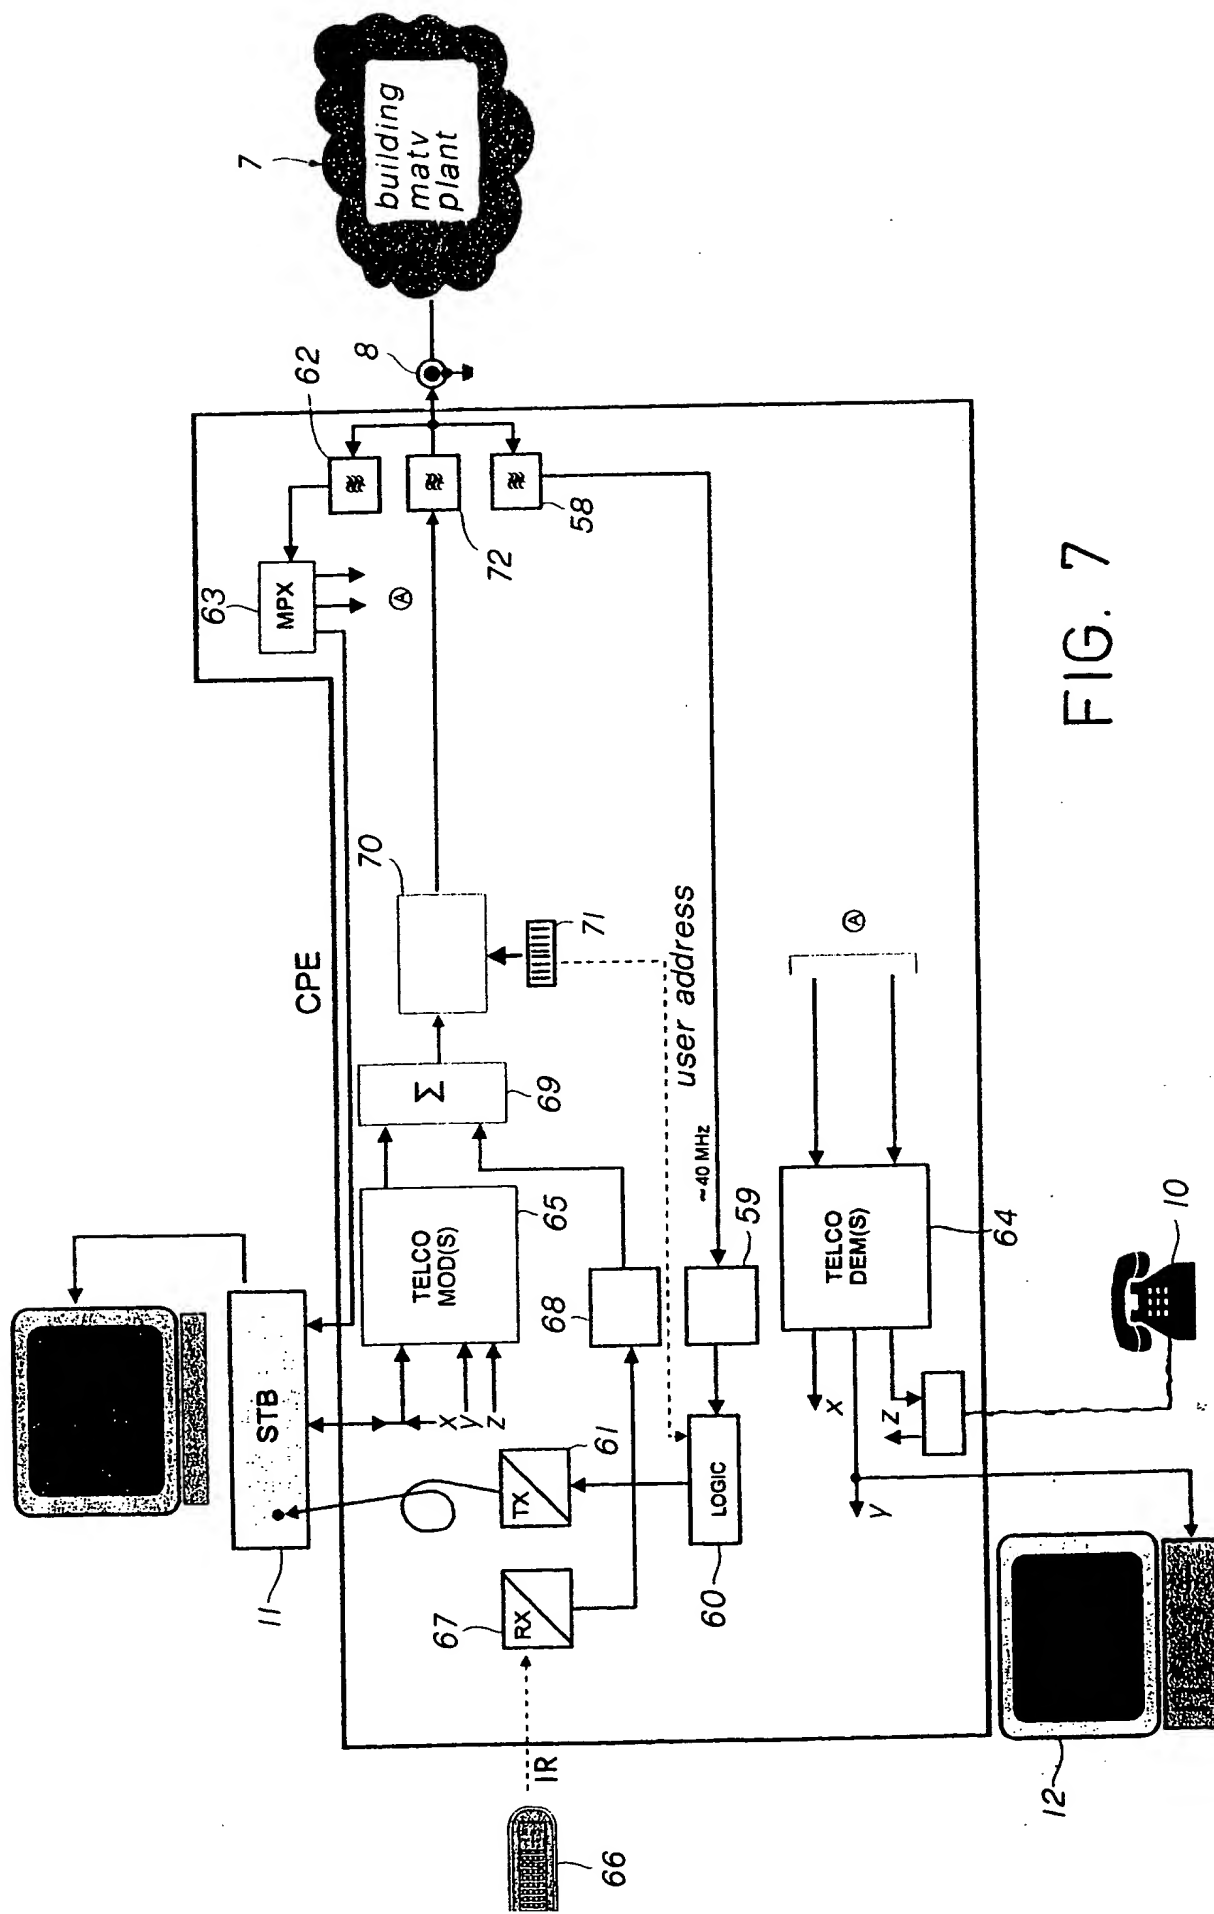 7
building
matv
plant
8
62
63
MPX
72
58
A
CPE
70
71
user address
Σ
69
~40 MHz
TELCO
MOD(S)
65
68
59
STB
11
x
y
z
TX
61
RX
67
LOGIC
60
IR
66
A
TELCO
DEM(S)
64
x
y
z
10
12
FIG. 7